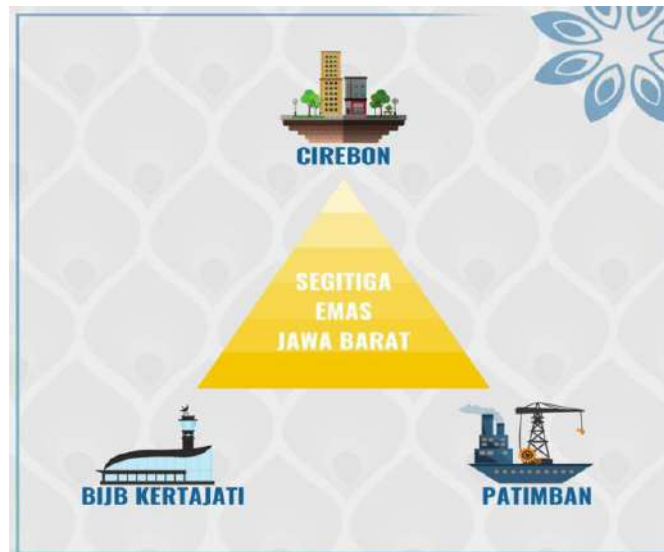 CIREBON
SEGITIGA
EMAS
JAWA BARAT
BIJB KERTAJATI
PATIMBAN